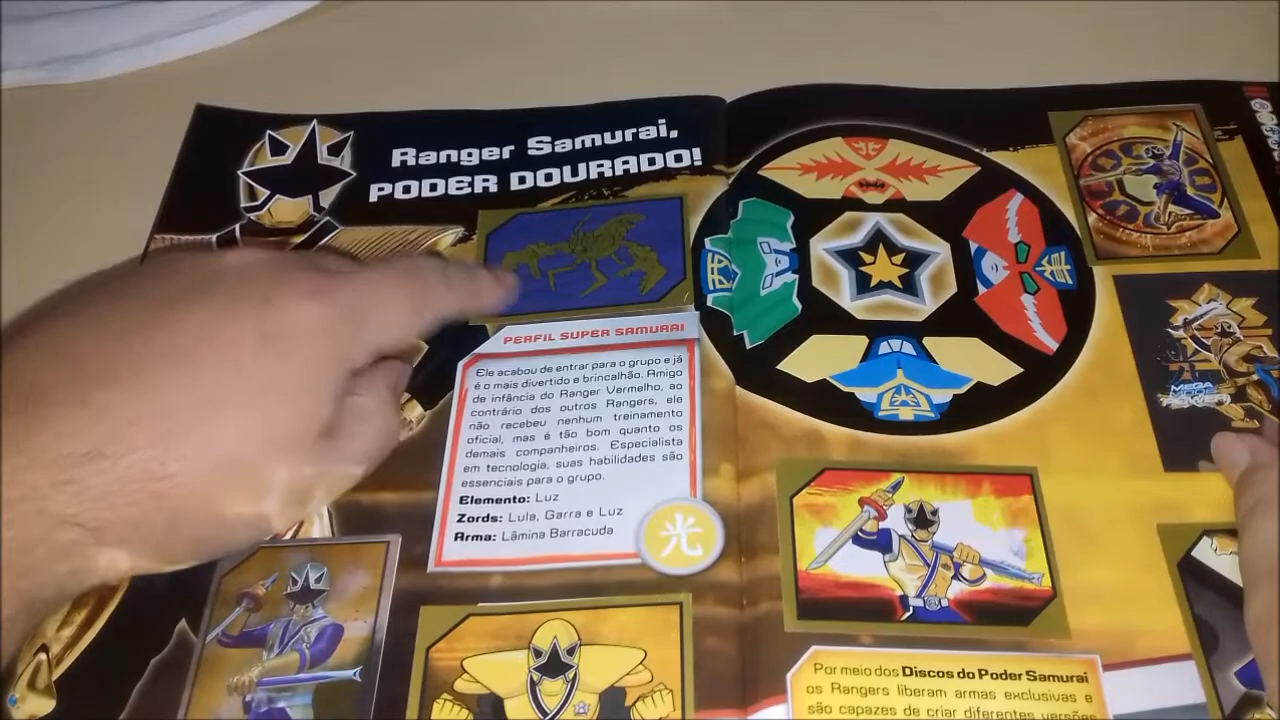 Ranger Samurai,
PODER DOURADO!
PERFIL SUPER SAMURAI
Ele acabou de entrar para o grupo e já
é o mais divertido e brincalhão. Amigo
de infância do Ranger Vermelho, ao
contrário dos outros Rangers, ele
não recebeu nenhum treinamento
oficial, mas é tão bom quanto os
demais companheiros. Especialista
em tecnologia, suas habilidades são
essenciais para o grupo.
Elemento: Luz
Zords: Lula, Garra e Luz
Arma: Lâmina Barracuda
光
MEGA
MODE
POWER
Por meio dos Discos do Poder Samurai
os Rangers liberam armas exclusivas e
são capazes de criar diferentes versões